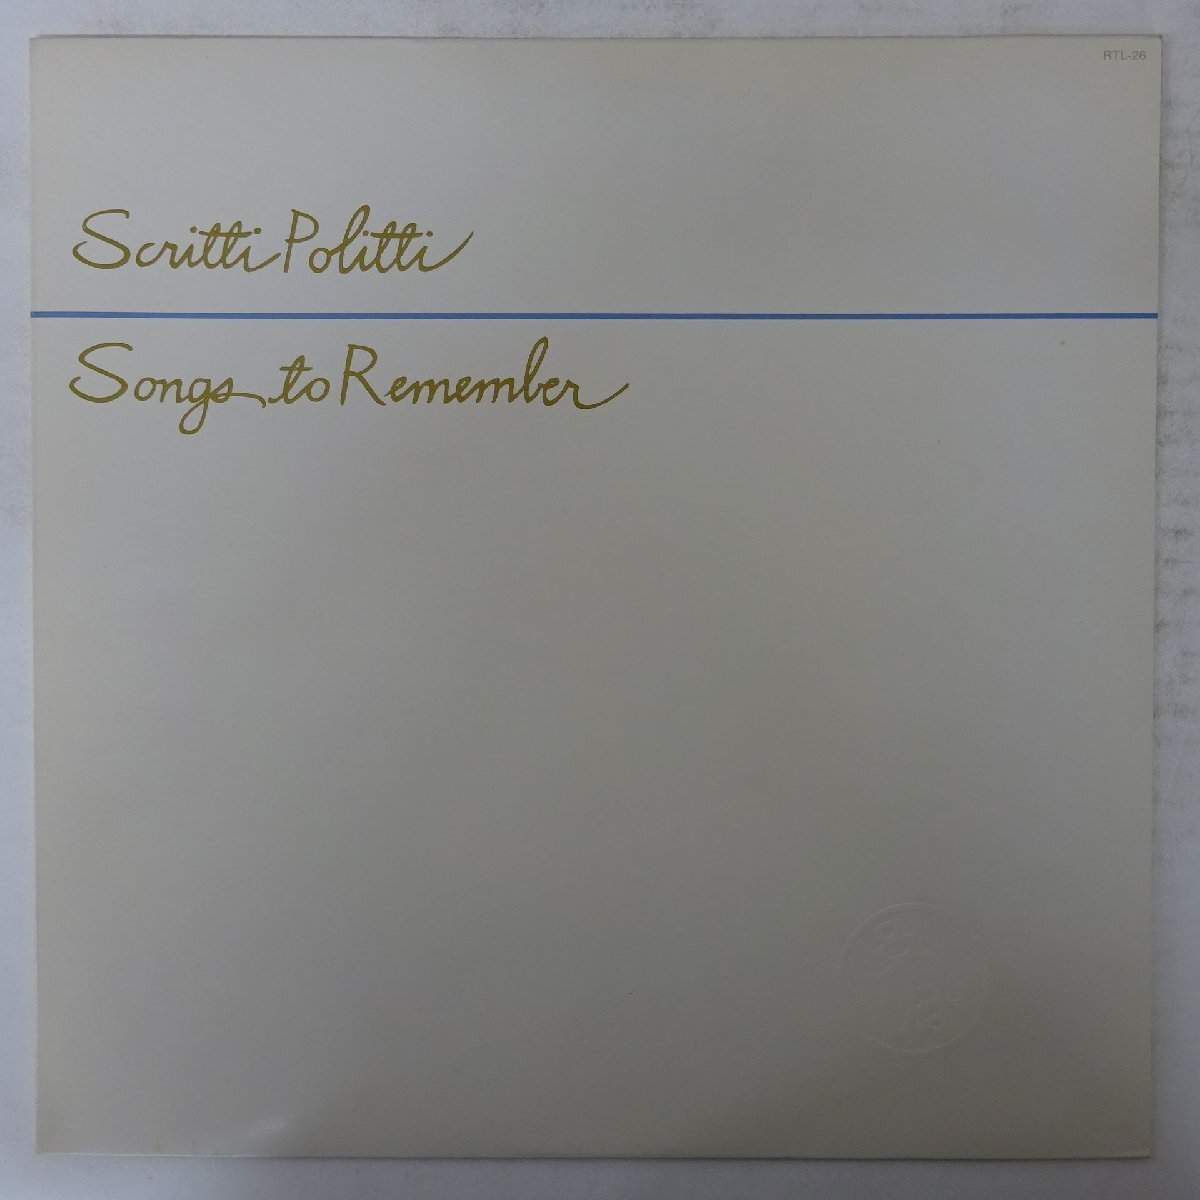 RTL-26
Scritti Politti
Songs to Remember